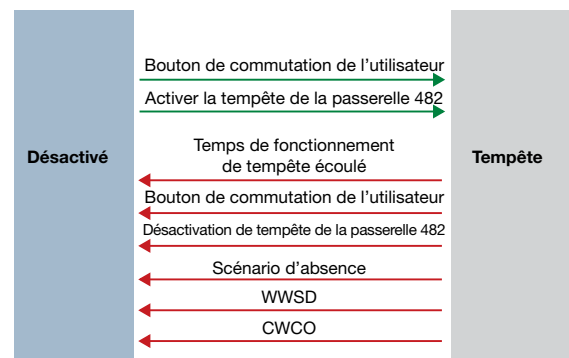 Bouton de commutation de l'utilisateur
Activer la tempête de la passerelle 482
Désactivé
Temps de fonctionnement
de tempête écoulé
Tempête
Bouton de commutation de l'utilisateur
Désactivation de tempête de la passerelle 482
Scénario d'absence
WWSD
CWCO